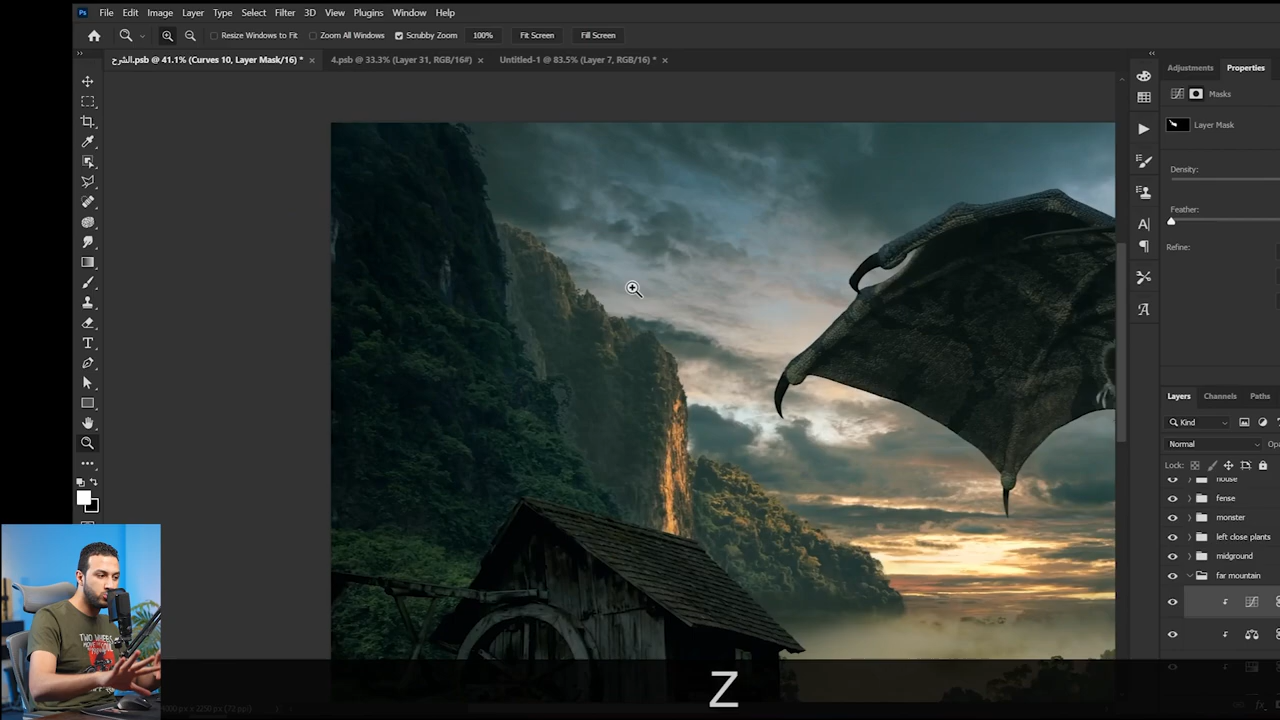 Ps File Edit Image Layer Type Select Filter 3D View Plugins Window Help
Resize Windows to Fit Zoom All Windows Scrubby Zoom 100% Fit Screen Fill Screen
الشرح.psb @ 41.1% (Curves 10, Layer Mask/16) * 4.psb @ 33.3% (Layer 31, RGB/16#) Untitled-1 @ 83.5% (Layer 7, RGB/16) *
Adjustments Properties
Masks
Layer Mask
Density:
Feather:
Refine:
Layers Channels Paths
Kind
Normal
Lock:
house
fense
monster
left close plants
midground
far mountain
TWO WHEELS
Z